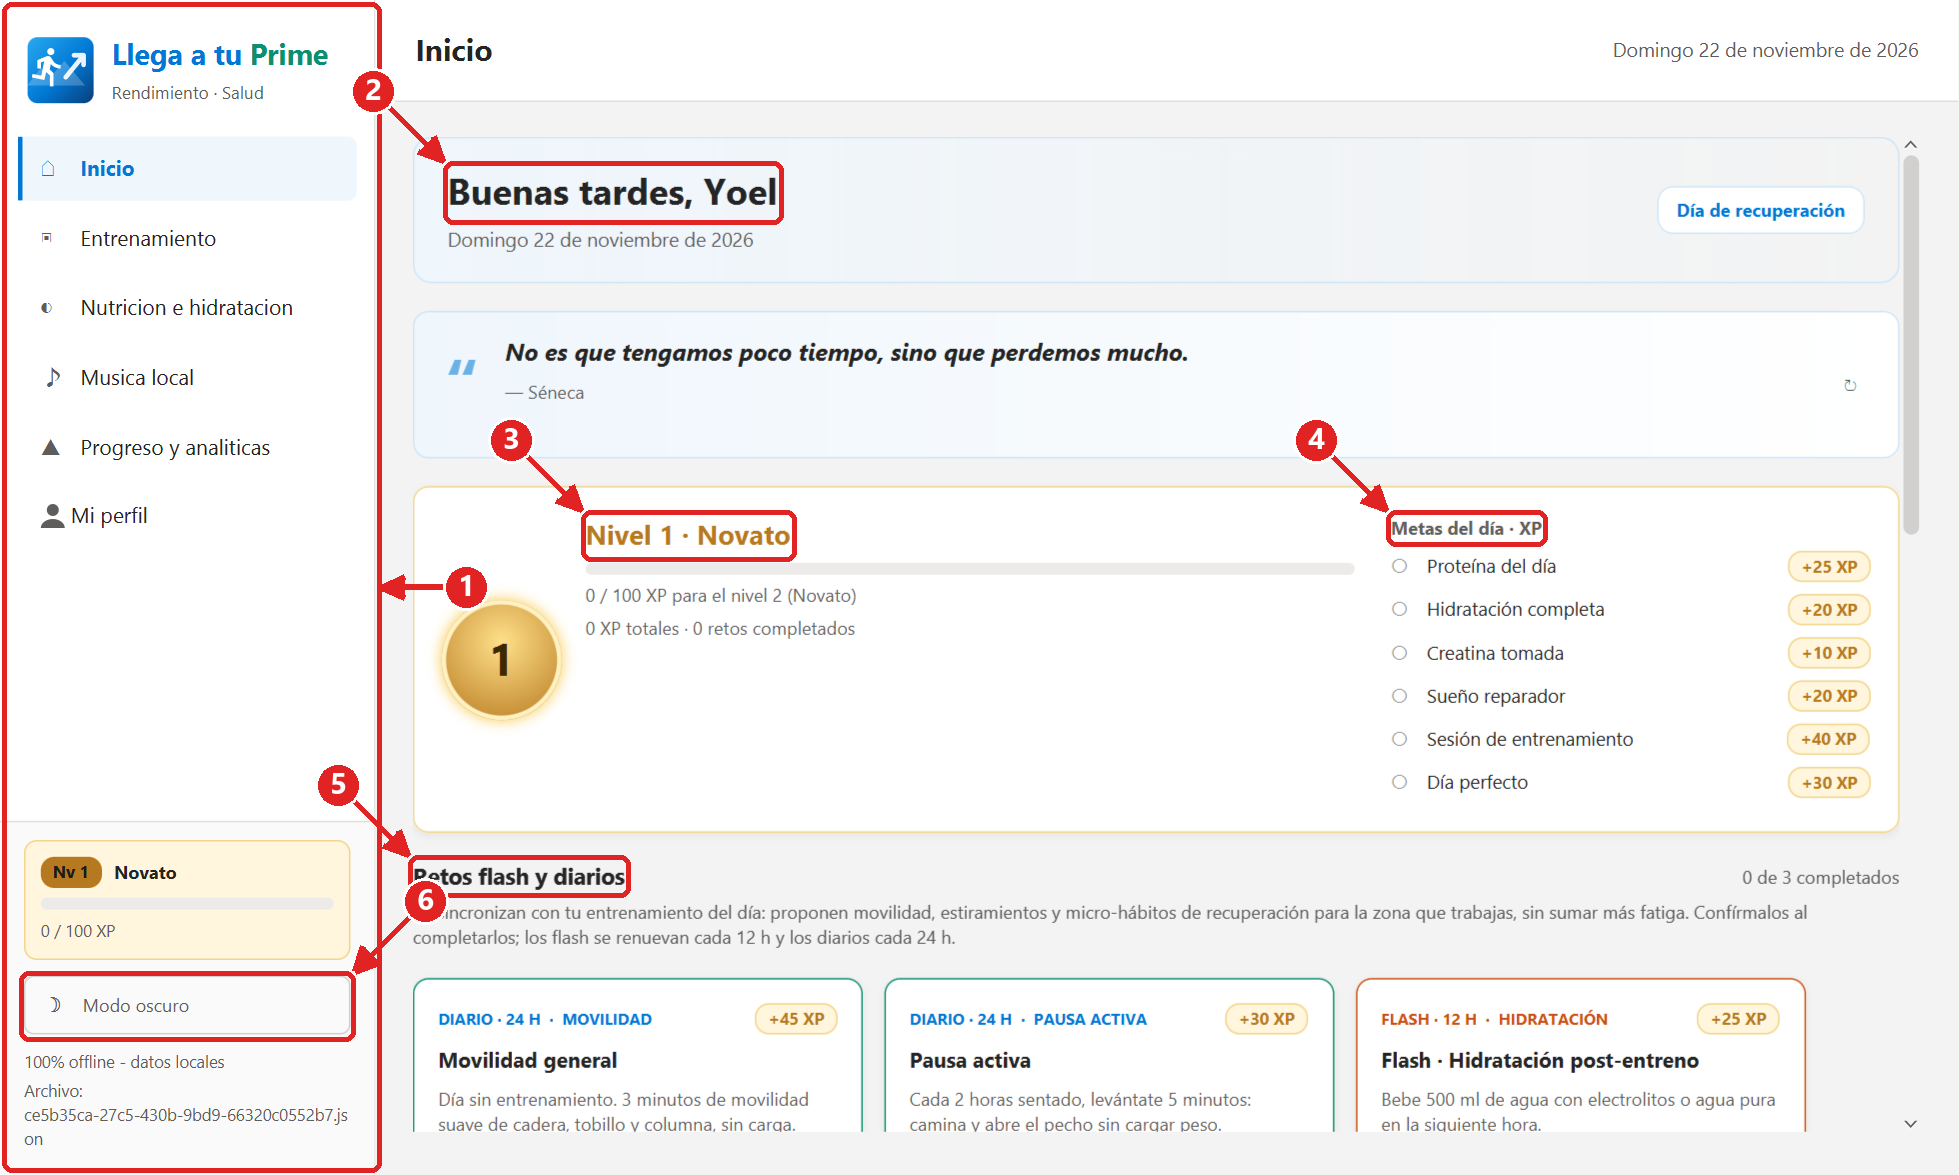 Llega a tu Prime
Rendimiento · Salud
Inicio
Entrenamiento
Nutricion e hidratacion
Musica local
Progreso y analiticas
Mi perfil
Nv 1 Novato
0 / 100 XP
Modo oscuro
100% offline - datos locales
Archivo:
ce5b35ca-27c5-430b-9bd9-66320c0552b7.js
on
Inicio
Domingo 22 de noviembre de 2026
2
Buenas tardes, Yoel
Domingo 22 de noviembre de 2026
Día de recuperación
“
No es que tengamos poco tiempo, sino que perdemos mucho.
— Séneca
3
4
Nivel 1 · Novato
1
1
0 / 100 XP para el nivel 2 (Novato)
0 XP totales · 0 retos completados
Metas del día · XP
Proteína del día +25 XP
Hidratación completa +20 XP
Creatina tomada +10 XP
Sueño reparador +20 XP
Sesión de entrenamiento +40 XP
Día perfecto +30 XP
5
Retos flash y diarios
0 de 3 completados
6
incronizan con tu entrenamiento del día: proponen movilidad, estiramientos y micro-hábitos de recuperación para la zona que trabajas, sin sumar más fatiga. Confírmalos al
completarlos; los flash se renuevan cada 12 h y los diarios cada 24 h.
DIARIO · 24 H · MOVILIDAD +45 XP
Movilidad general
Día sin entrenamiento. 3 minutos de movilidad
suave de cadera, tobillo y columna, sin carga.
DIARIO · 24 H · PAUSA ACTIVA +30 XP
Pausa activa
Cada 2 horas sentado, levántate 5 minutos:
camina y abre el pecho sin cargar peso.
FLASH · 12 H · HIDRATACIÓN +25 XP
Flash · Hidratación post-entreno
Bebe 500 ml de agua con electrolitos o agua pura
en la siguiente hora.